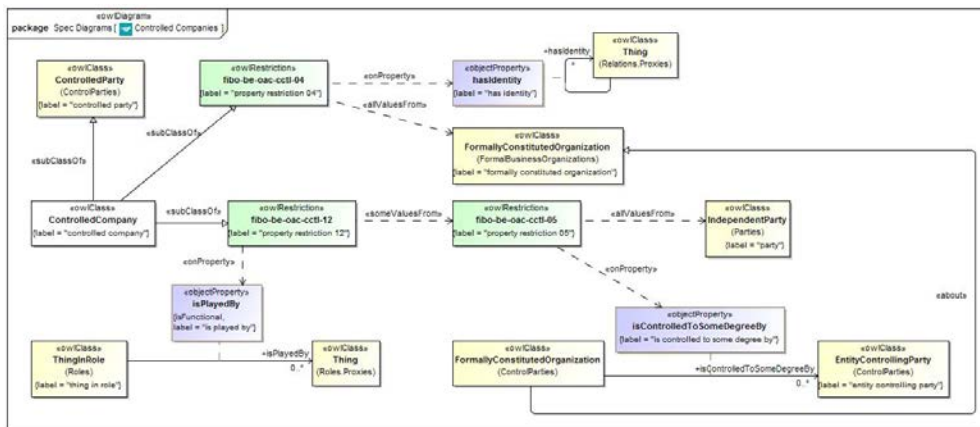 «owlDiagram»
package Spec Diagrams [ Controlled Companies ]
«owlClass»
ControlledParty
(ControlParties)
{label = "controlled party"}
«owlRestriction»
fibo-be-oac-cctl-04
{label = "property restriction 04"}
«onProperty»
«objectProperty»
hasIdentity
{label = "has identity"}
+hasIdentity
*
«owlClass»
Thing
(Relations.Proxies)
«allValuesFrom»
«owlClass»
FormallyConstitutedOrganization
(FormalBusinessOrganizations)
{label = "formally constituted organization"}
«subClassOf»
«subClassOf»
ControlledCompany
{label = "controlled company"}
«subClassOf»
«owlRestriction»
fibo-be-oac-cctl-12
{label = "property restriction 12"}
«someValuesFrom»
«owlRestriction»
fibo-be-oac-cctl-05
{label = "property restriction 05"}
«allValuesFrom»
«owlClass»
IndependentParty
(Parties)
{label = "party"}
«onProperty»
«onProperty»
«objectProperty»
isPlayedBy
{isFunctional,
label = "is played by"}
«objectProperty»
isControlledToSomeDegreeBy
{label = "is controlled to some degree by"}
«about»
«owlClass»
ThingInRole
(Roles)
{label = "thing in role"}
+isPlayedBy
0..*
«owlClass»
Thing
(Roles.Proxies)
«owlClass»
FormallyConstitutedOrganization
(ControlParties)
+isControlledToSomeDegreeBy
0..*
«owlClass»
EntityControllingParty
(ControlParties)
{label = "entity controlling party"}